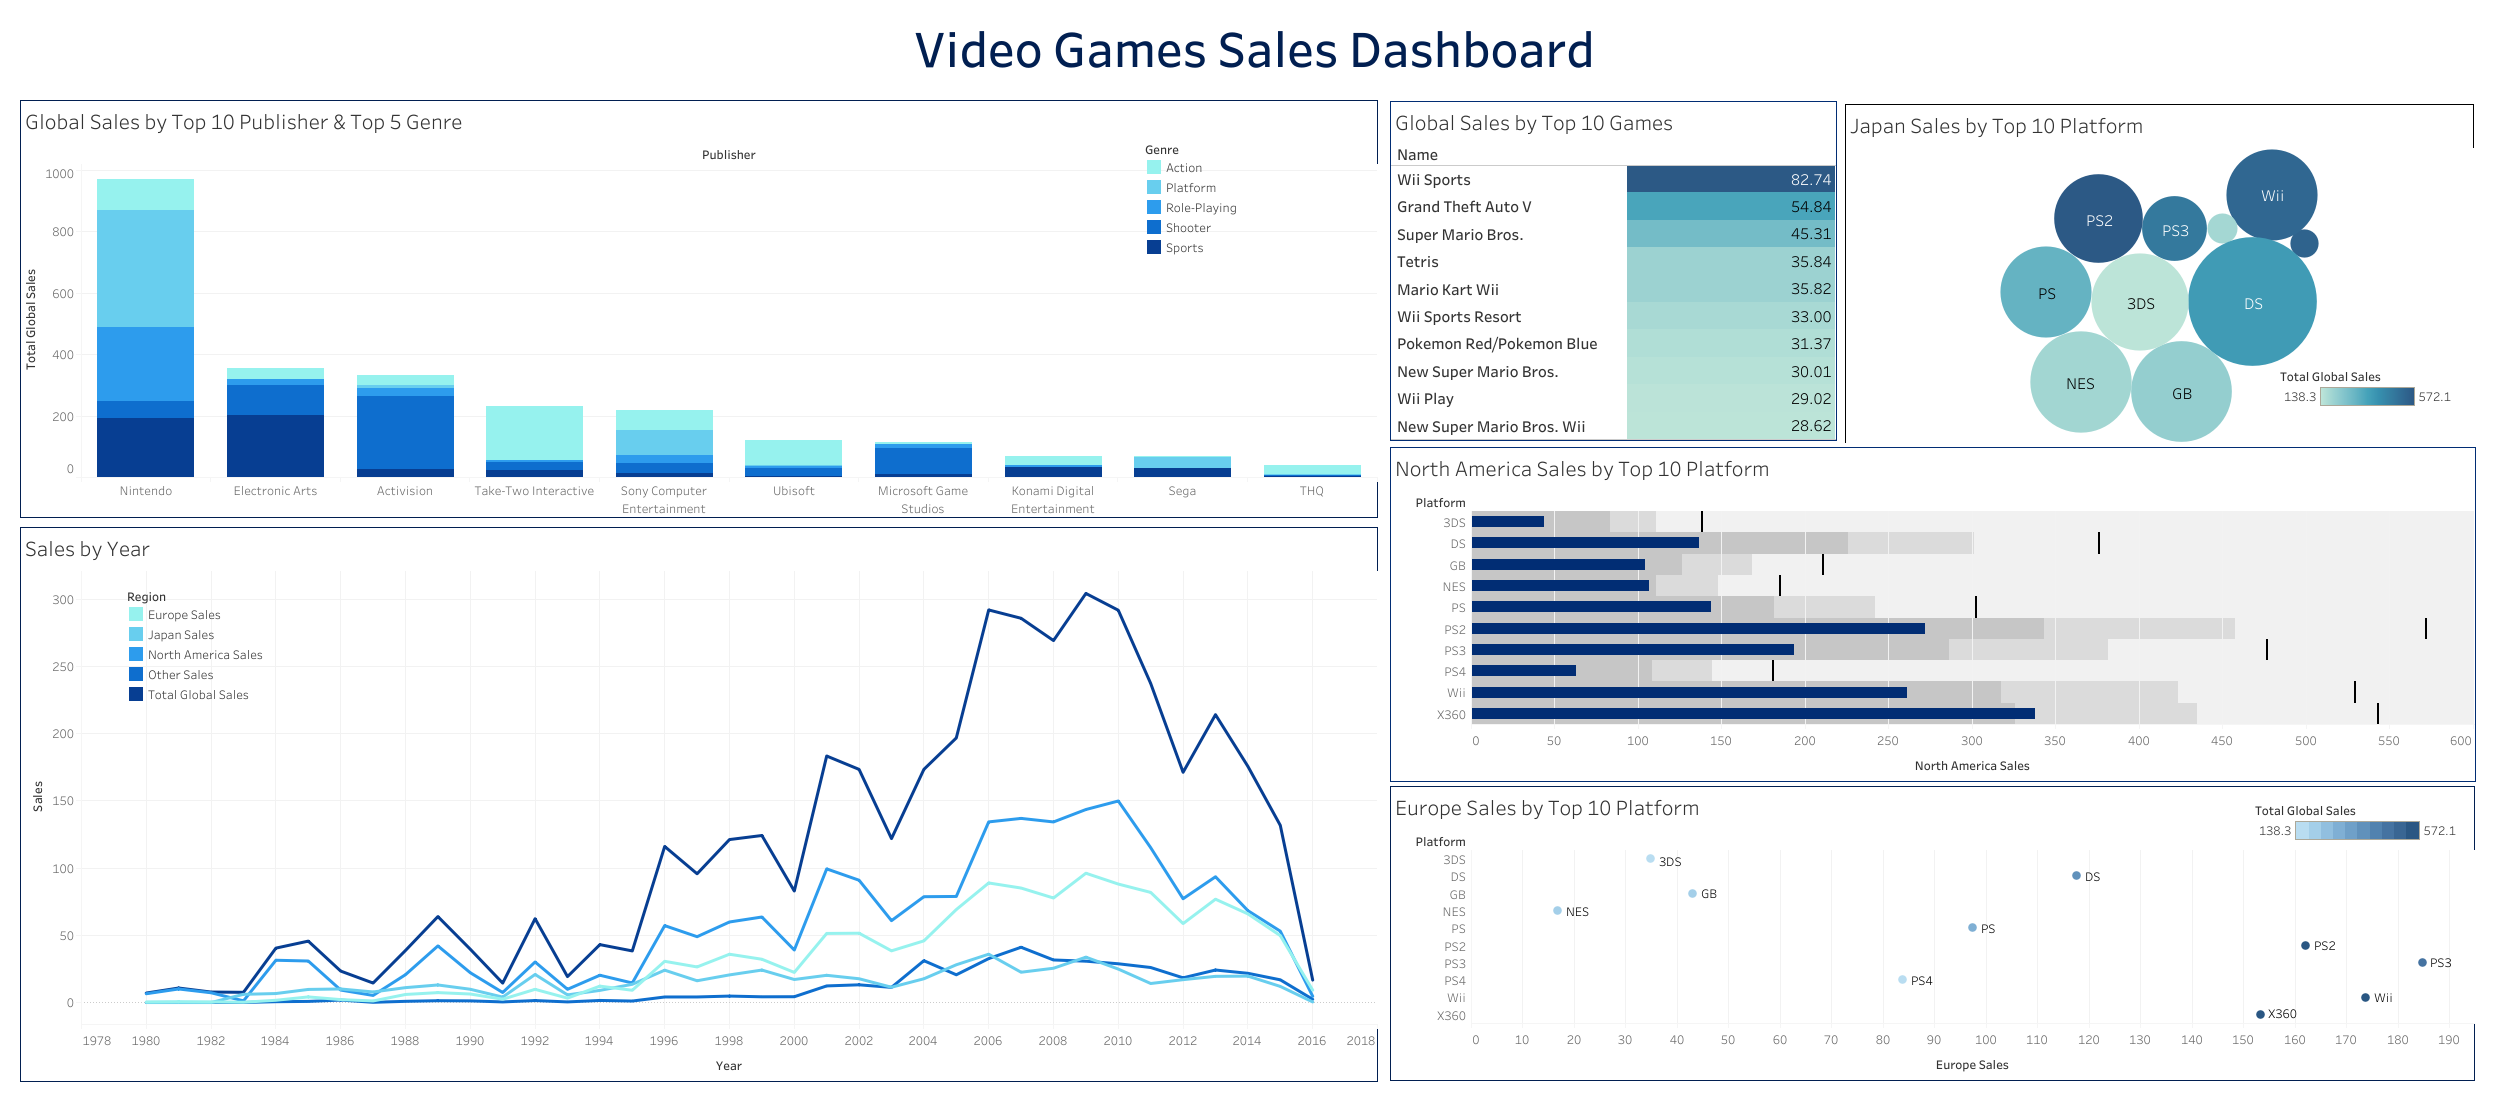 Video Games Sales Dashboard
Global Sales by Top 10 Publisher & Top 5 Genre
Publisher
Genre
Action
Platform
Role-Playing
Shooter
Sports
Total Global Sales
1000
800
600
400
200
0
Nintendo
Electronic Arts
Activision
Take-Two Interactive
Sony Computer
Entertainment
Ubisoft
Microsoft Game
Studios
Konami Digital
Entertainment
Sega
THQ
Global Sales by Top 10 Games
Name
Wii Sports 82.74
Grand Theft Auto V 54.84
Super Mario Bros. 45.31
Tetris 35.84
Mario Kart Wii 35.82
Wii Sports Resort 33.00
Pokemon Red/Pokemon Blue 31.37
New Super Mario Bros. 30.01
Wii Play 29.02
New Super Mario Bros. Wii 28.62
Japan Sales by Top 10 Platform
Wii
PS2
PS3
PS
3DS
DS
NES
GB
Total Global Sales
138.3 572.1
Sales by Year
Region
Europe Sales
Japan Sales
North America Sales
Other Sales
Total Global Sales
Sales
300
250
200
150
100
50
0
1978 1980 1982 1984 1986 1988 1990 1992 1994 1996 1998 2000 2002 2004 2006 2008 2010 2012 2014 2016 2018
Year
North America Sales by Top 10 Platform
Platform
3DS
DS
GB
NES
PS
PS2
PS3
PS4
Wii
X360
0 50 100 150 200 250 300 350 400 450 500 550 600
North America Sales
Europe Sales by Top 10 Platform
Total Global Sales
138.3 572.1
Platform
3DS 3DS
DS DS
GB GB
NES NES
PS PS
PS2 PS2
PS3 PS3
PS4 PS4
Wii Wii
X360 X360
0 10 20 30 40 50 60 70 80 90 100 110 120 130 140 150 160 170 180 190
Europe Sales